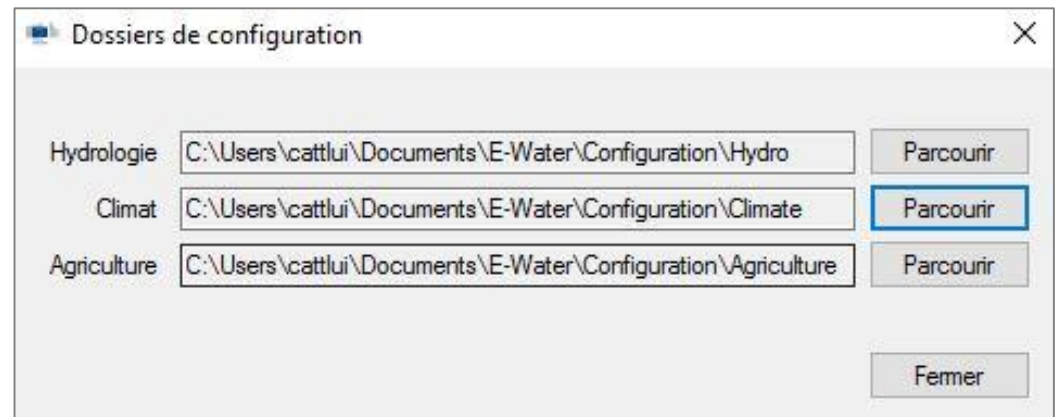 Dossiers de configuration
Hydrologie C:\Users\cattlui\Documents\E-Water\Configuration\Hydro Parcourir
Climat C:\Users\cattlui\Documents\E-Water\Configuration\Climate Parcourir
Agriculture C:\Users\cattlui\Documents\E-Water\Configuration\Agriculture Parcourir
Fermer